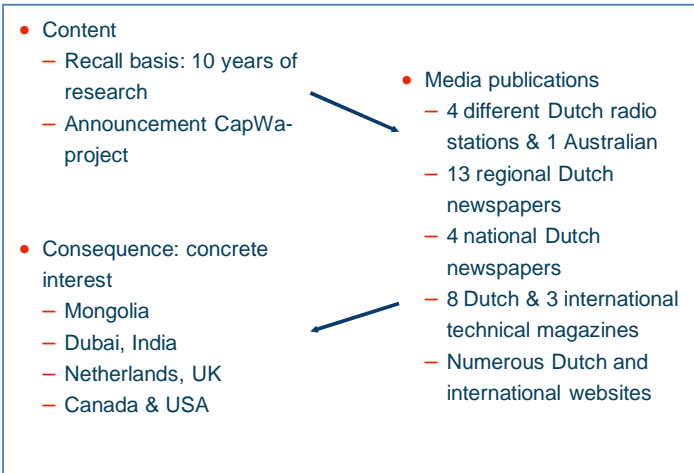 • Content
– Recall basis: 10 years of
research
– Announcement CapWa-
project
• Media publications
– 4 different Dutch radio
stations & 1 Australian
– 13 regional Dutch
newspapers
– 4 national Dutch
newspapers
– 8 Dutch & 3 international
technical magazines
– Numerous Dutch and
international websites
• Consequence: concrete
interest
– Mongolia
– Dubai, India
– Netherlands, UK
– Canada & USA